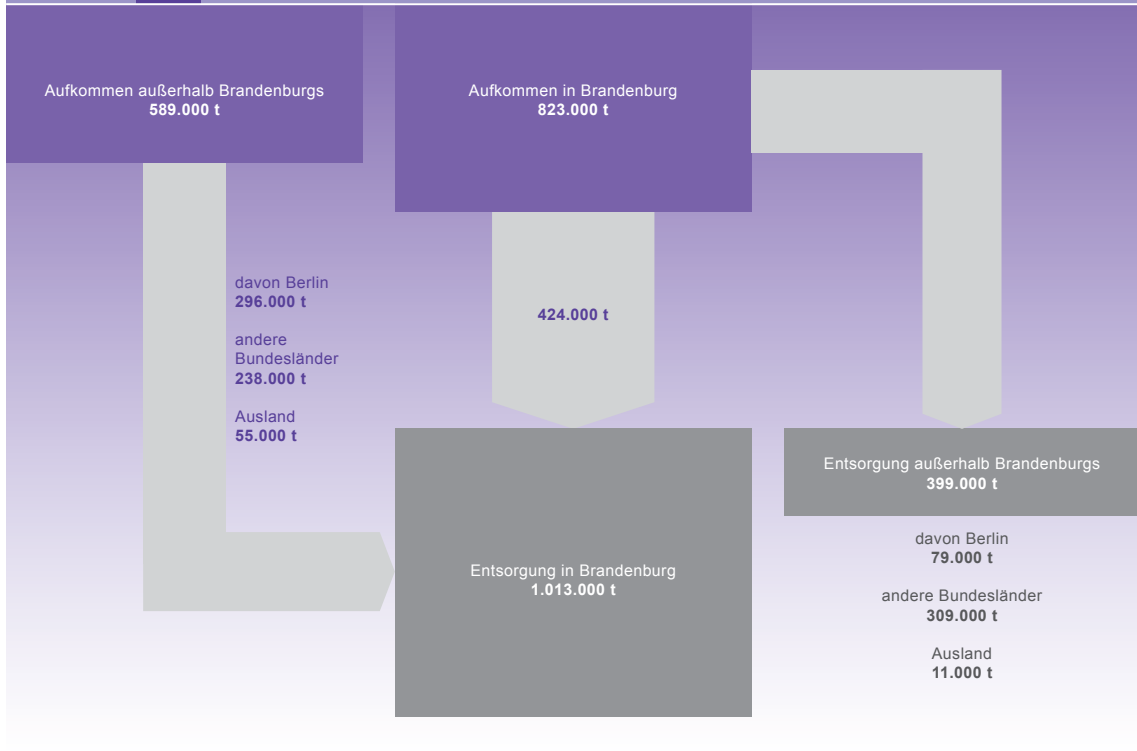 Aufkommen außerhalb Brandenburgs
589.000 t
Aufkommen in Brandenburg
823.000 t
davon Berlin
296.000 t
andere
Bundesländer
238.000 t
Ausland
55.000 t
424.000 t
Entsorgung in Brandenburg
1.013.000 t
Entsorgung außerhalb Brandenburgs
399.000 t
davon Berlin
79.000 t
andere Bundesländer
309.000 t
Ausland
11.000 t